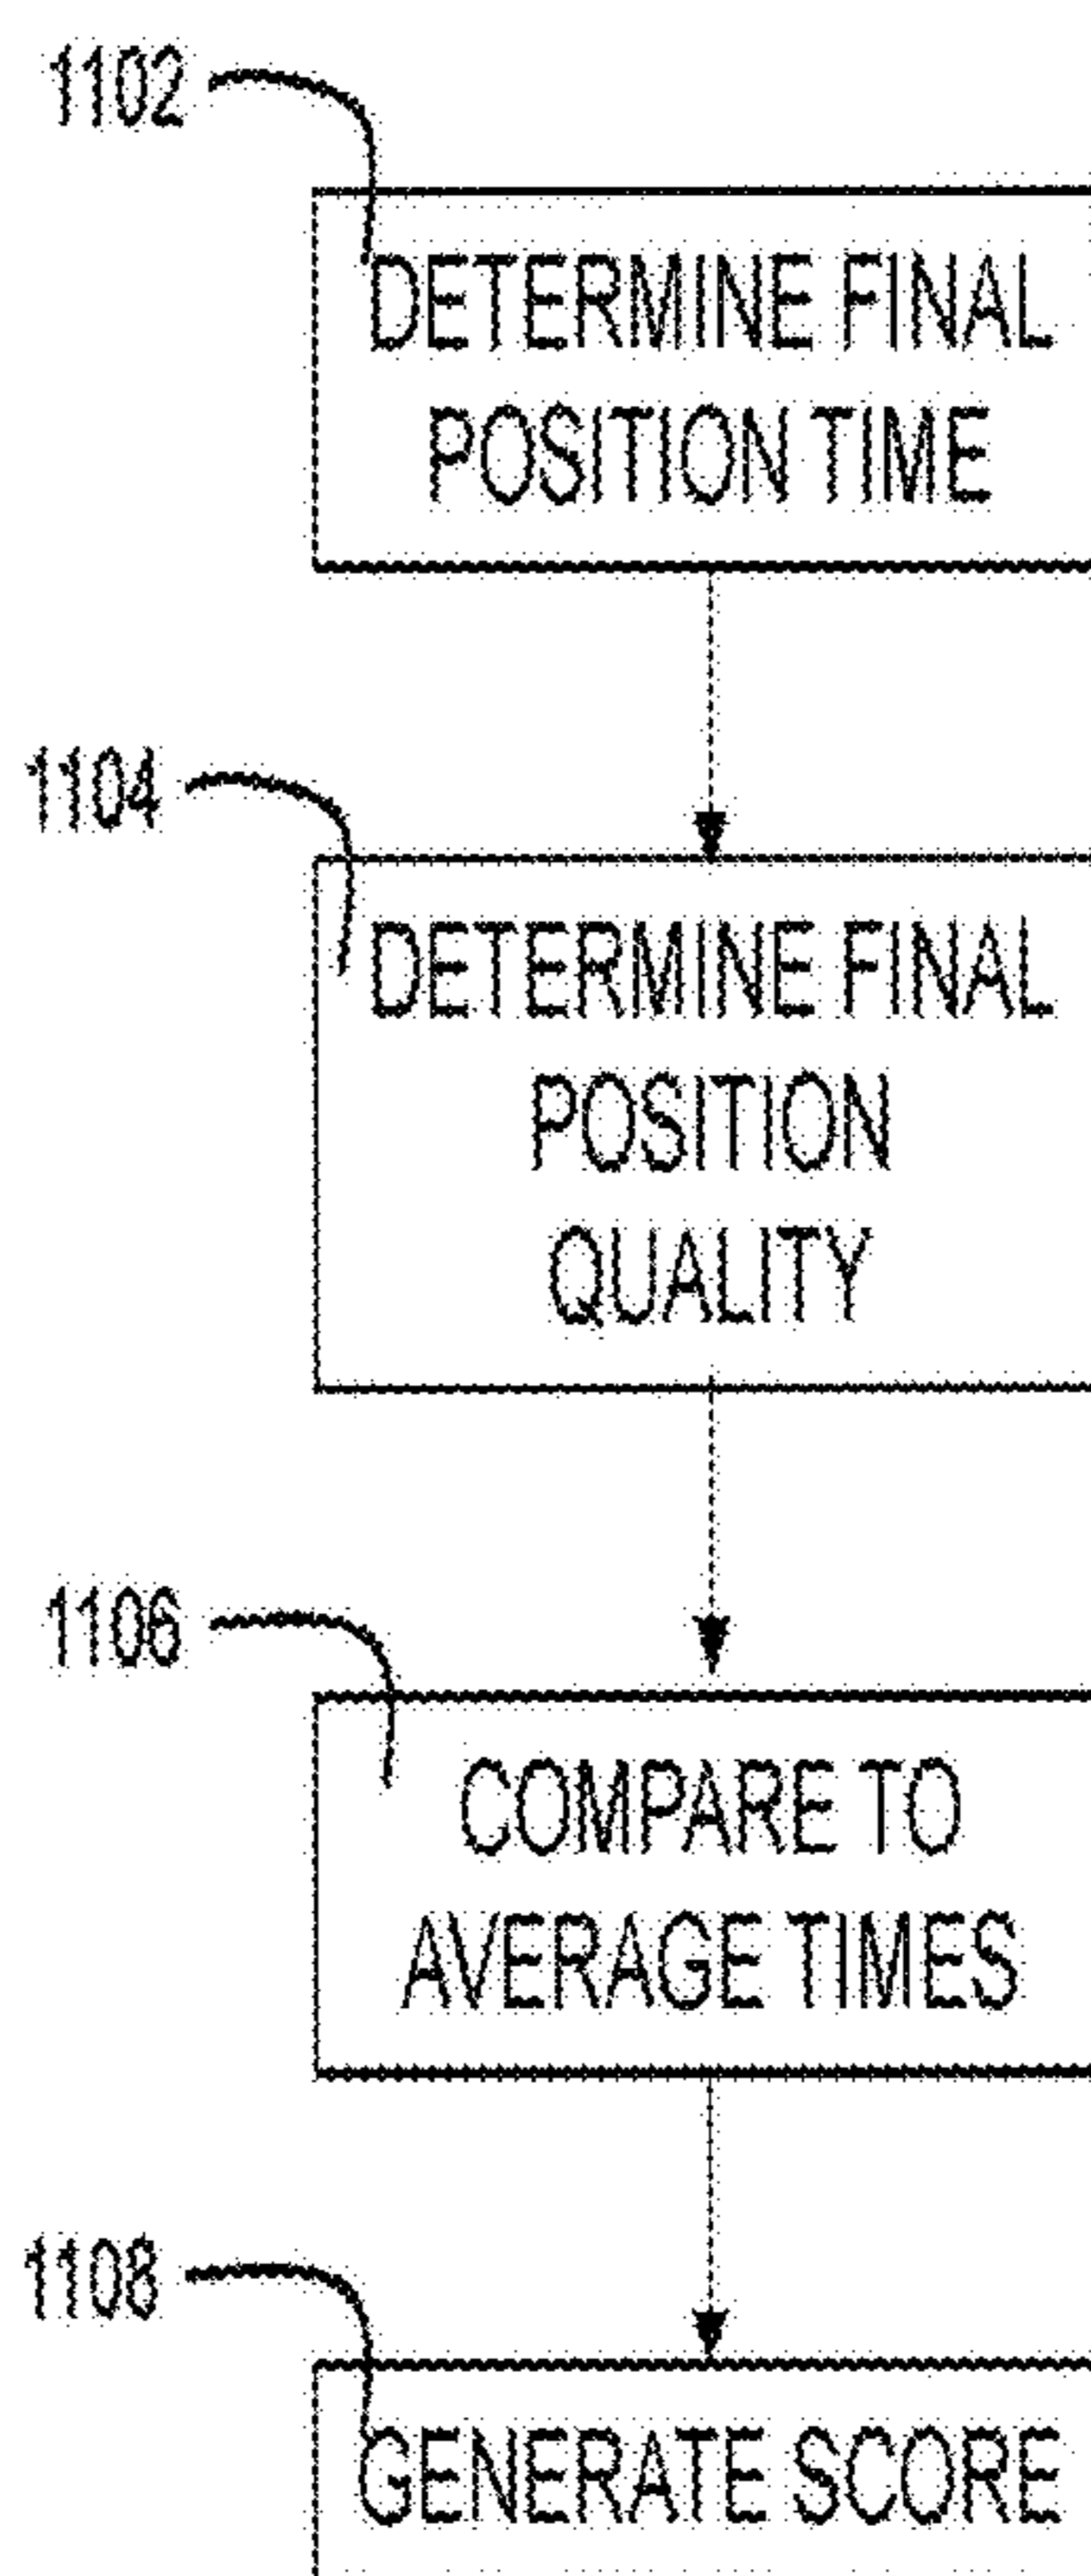 1102
DETERMINE FINAL
POSITION TIME
1104
DETERMINE FINAL
POSITION
QUALITY
1106
COMPARE TO
AVERAGE TIMES
1108
GENERATE SCORE